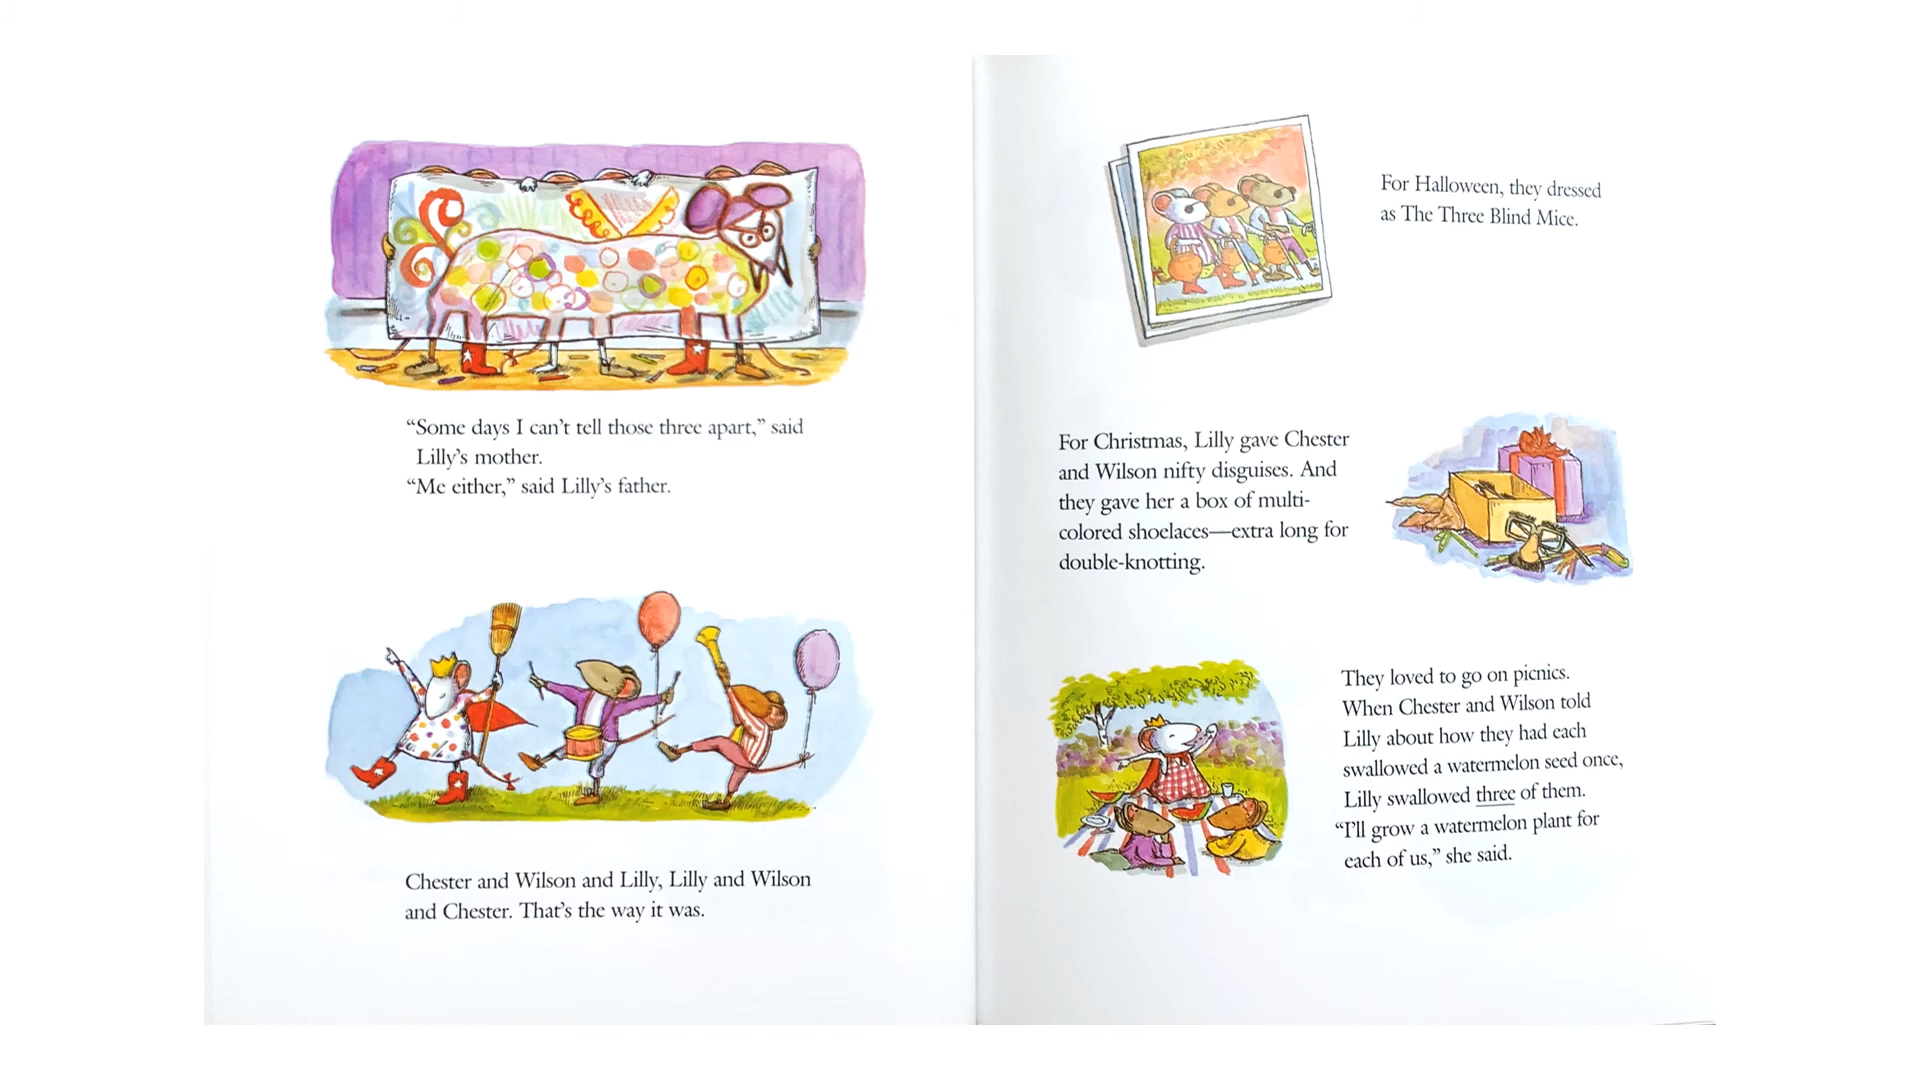 “Some days I can’t tell those three apart,” said
Lilly’s mother.
“Me either,” said Lilly’s father.
Chester and Wilson and Lilly, Lilly and Wilson
and Chester. That’s the way it was.
For Halloween, they dressed
as The Three Blind Mice.
For Christmas, Lilly gave Chester
and Wilson nifty disguises. And
they gave her a box of multi-
colored shoelaces—extra long for
double-knotting.
They loved to go on picnics.
When Chester and Wilson told
Lilly about how they had each
swallowed a watermelon seed once,
Lilly swallowed three of them.
“I’ll grow a watermelon plant for
each of us,” she said.